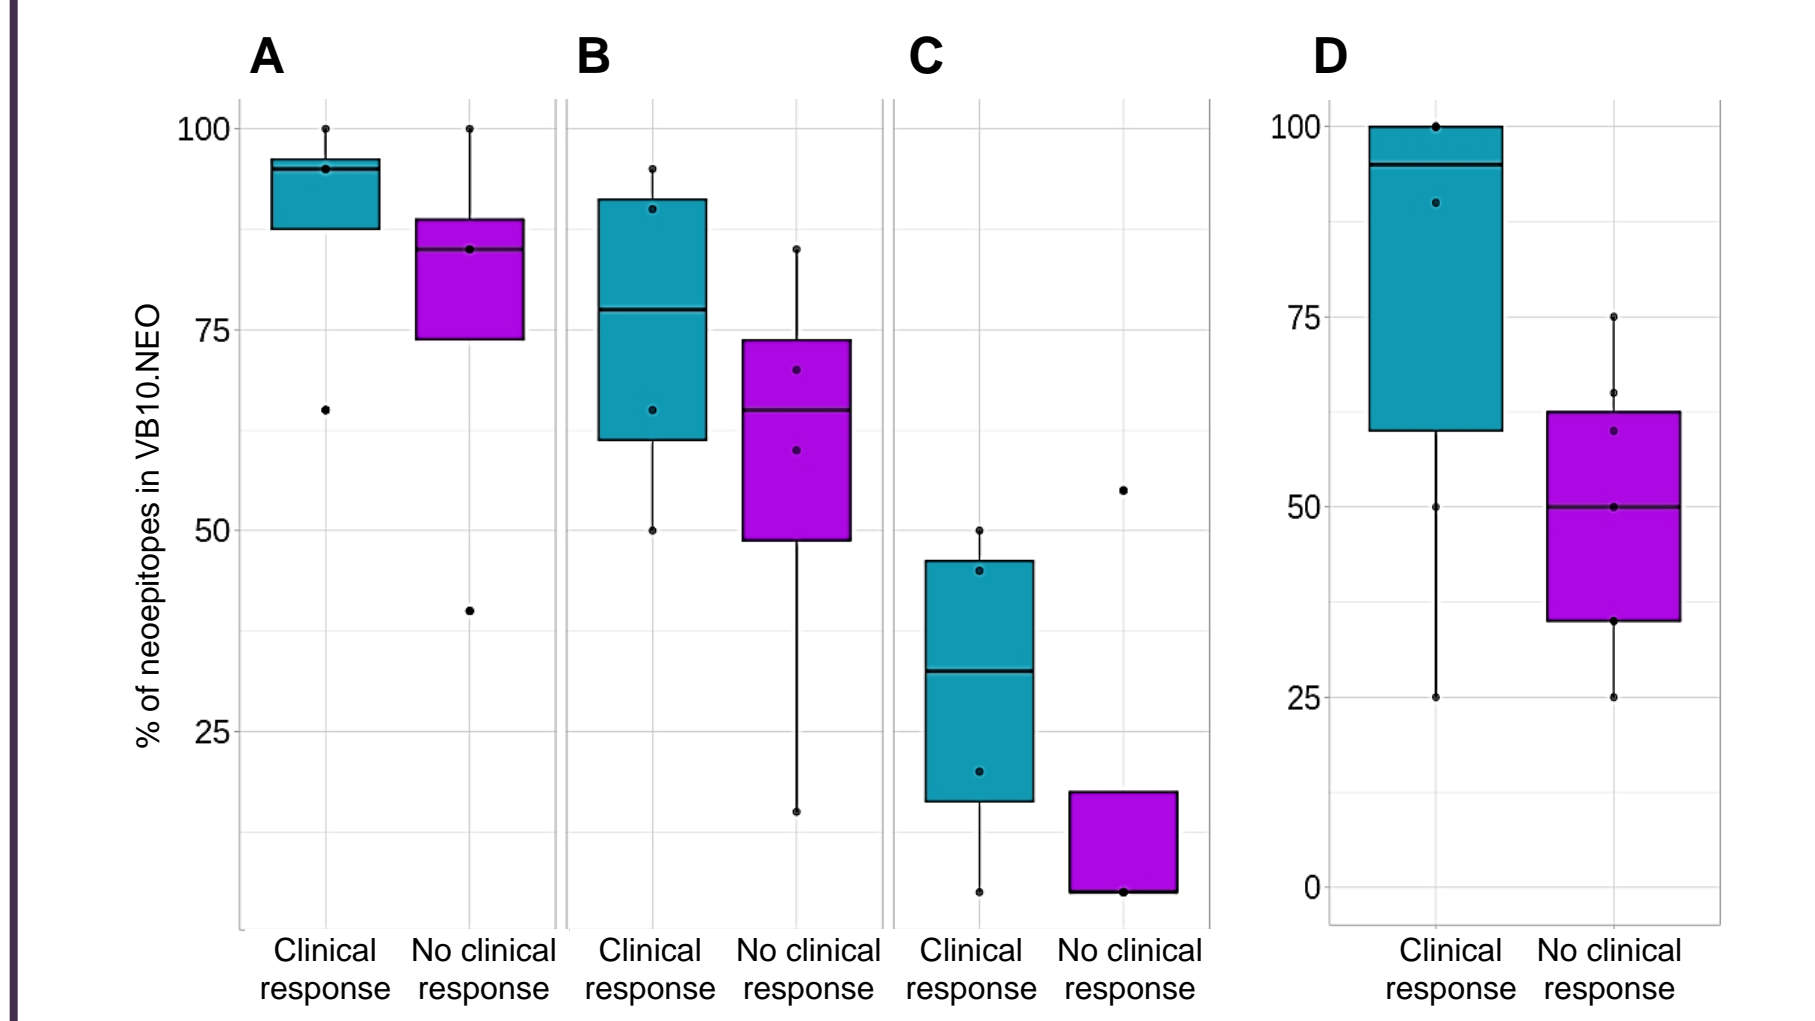 A B C D
% of neoepitopes in VB10.NEO
100
75
50
25
100
75
50
25
0
Clinical response
No clinical response
Clinical response
No clinical response
Clinical response
No clinical response
Clinical response
No clinical response